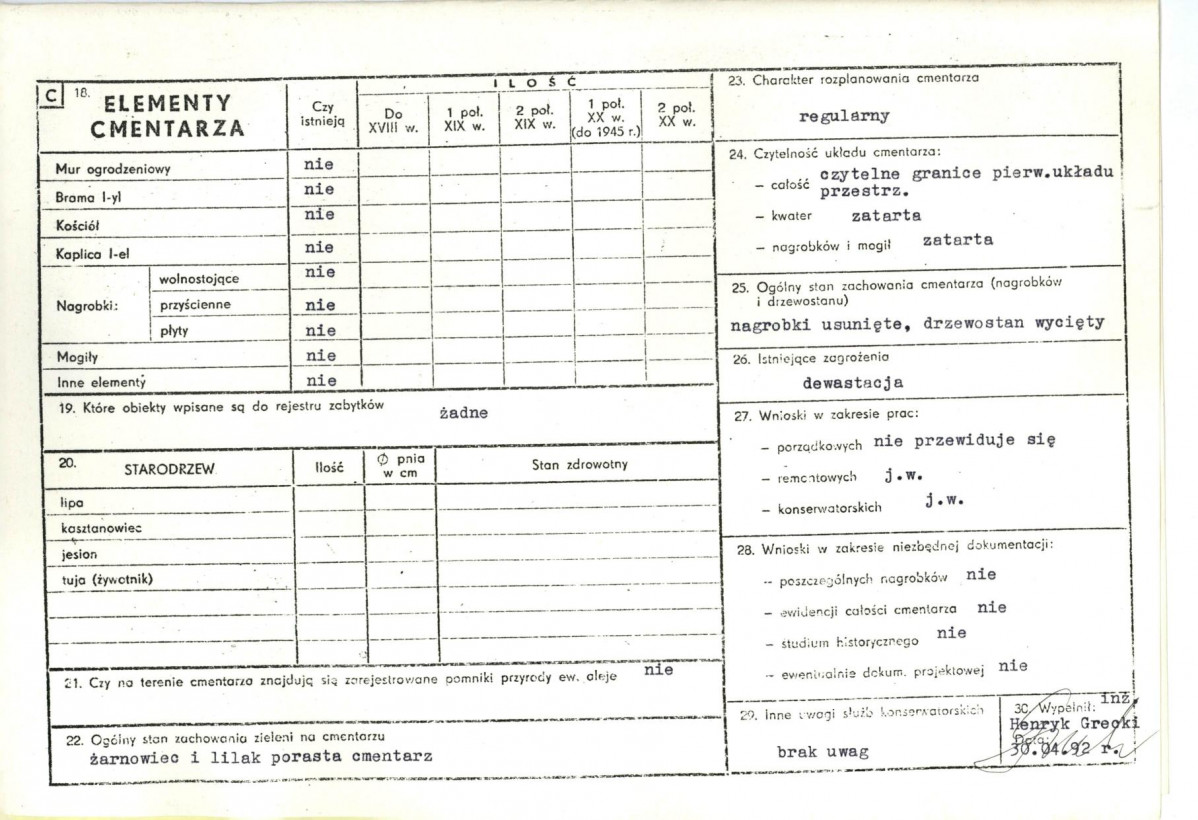 C 18. ELEMENTY
CMENTARZA
Czy
istnieją
I L O Ś Ć
Do
XVIII w.
1 poł.
XIX w.
2 poł.
XIX w.
1 poł.
XX w.
(do 1945 r.)
2 poł.
XX w.
Mur ogrodzeniowy nie
Brama I-yl nie
Kościół nie
Kaplica I-el nie
Nagrobki:
wolnostojące nie
przyścienne nie
płyty nie
Mogiły nie
Inne elementy nie
19. Które obiekty wpisane są do rejestru zabytków żadne
20. STARODRZEW Ilość Ø pnia
w cm
Stan zdrowotny
lipa
kasztanowiec
jesion
tuja (żywotnik)
21. Czy na terenie cmentarza znajdują się zarejestrowane pomniki przyrody ew. aleje nie
22. Ogólny stan zachowania zieleni na cmentarzu
żarnowiec i lilak porasta cmentarz
23. Charakter rozplanowania cmentarza
regularny
24. Czytelność układu cmentarza:
— całość czytelne granice pierw.układu
przestrz.
— kwater zatarta
— nagrobków i mogił zatarta
25. Ogólny stan zachowania cmentarza (nagrobków
i drzewostanu)
nagrobki usunięte, drzewostan wycięty
26. Istniejące zagrożenia
dewastacja
27. Wnioski w zakresie prac:
— porządkowych nie przewiduje się
— remontowych j.w.
— konserwatorskich j.w.
28. Wnioski w zakresie niezbędnej dokumentacji:
— poszczególnych nagrobków nie
— ewidencji całości cmentarza nie
— studium historycznego nie
— ewentualnie dokum. projektowej nie
29. Inne uwagi służb konserwatorskich
brak uwag
30. Wypełnił: inż.
Henryk Grecki
Data:
30.04.92 r.